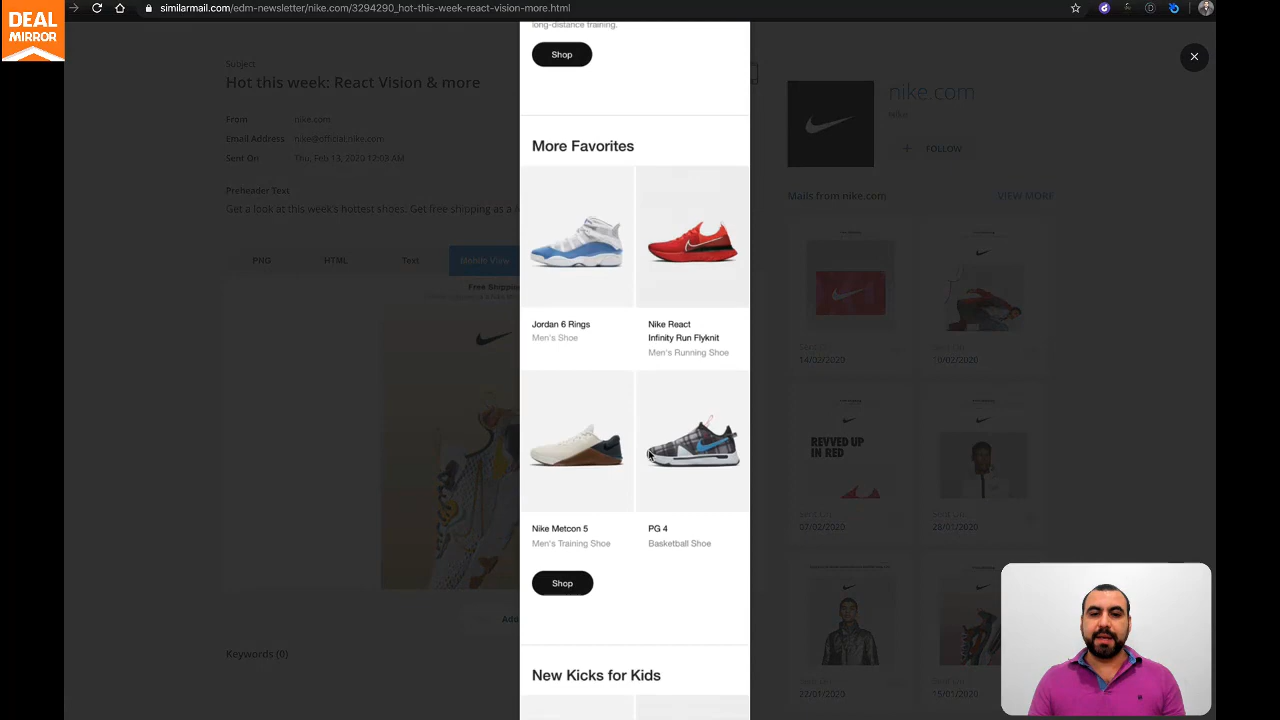 DEAL
MIRROR
similarmail.com/edm-newsletter/nike.com/3294290_hot-this-week-react-vision-more
long-distance training.
Shop
Subject
Hot this week: React Vision & more
From nike.com
Email Address nike@official.nike.com
Sent On Thu, Feb 13, 2020 12:03 AM
Preheader Text
Get a look at this week's hottest shoes. Get free shipping as a
PNG HTML Text Mobile View
Free Shipping
Keywords (0)
More Favorites
Jordan 6 Rings
Men's Shoe
Nike React
Infinity Run Flyknit
Men's Running Shoe
Nike Metcon 5
Men's Training Shoe
PG 4
Basketball Shoe
Shop
New Kicks for Kids
nike.com
Nike
+ FOLLOW
Mails from nike.com VIEW MORE
14/02/2020
10/02/2020
REVVED UP
IN RED
07/02/2020
28/01/2020
22/01/2020
15/01/2020